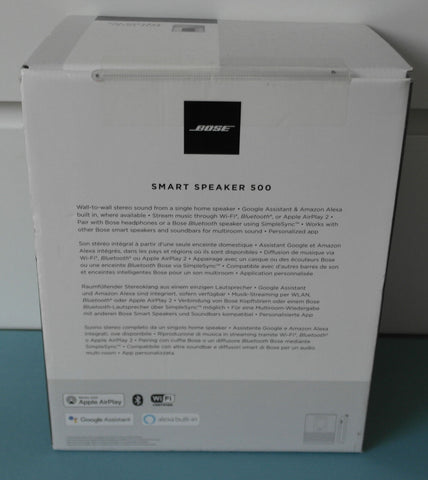 BOSE
SMART SPEAKER 500
Wall-to-wall stereo sound from a single home speaker • Google Assistant & Amazon Alexa
built in, where available • Stream music through Wi-Fi®, Bluetooth®, or Apple AirPlay 2 •
Pair with Bose headphones or a Bose Bluetooth speaker using SimpleSync™ • Works with
other Bose smart speakers and soundbars for multiroom sound • Personalized app
Son stéréo intégral à partir d'une seule enceinte domestique • Assistant Google et Amazon
Alexa intégrés, dans les pays et régions où ils sont disponibles • Diffusion de musique via
Wi-Fi®, Bluetooth® ou Apple AirPlay 2 • Appairage avec un casque ou des écouteurs Bose
ou une enceinte Bluetooth Bose via SimpleSync™ • Compatible avec d'autres barres de son
et enceintes intelligentes Bose pour un son multiroom • Application personnalisée
Raumfüllender Stereoklang aus einem einzigen Lautsprecher • Google Assistant
und Amazon Alexa sind integriert, sofern verfügbar • Musik-Streaming per WLAN,
Bluetooth® oder Apple AirPlay 2 • Verbindung von Bose Kopfhörern oder einem Bose
Bluetooth-Lautsprecher über SimpleSync™ möglich • Für eine Multiroom-Wiedergabe
mit anderen Bose Smart Speakers und Soundbars kompatibel • Personalisierte App
Suono stereo completo da un singolo home speaker • Assistente Google e Amazon Alexa
integrati, ove disponibile • Riproduzione di musica in streaming tramite Wi-Fi®, Bluetooth®
o Apple AirPlay 2 • Pairing con cuffie Bose o un diffusore Bluetooth Bose mediante
SimpleSync™ • Compatibile con altre soundbar e diffusori smart di Bose per un audio
multi-room • App personalizzata
Works with
Apple AirPlay
Wi Fi
CERTIFIED
Google Assistant
alexa built-in